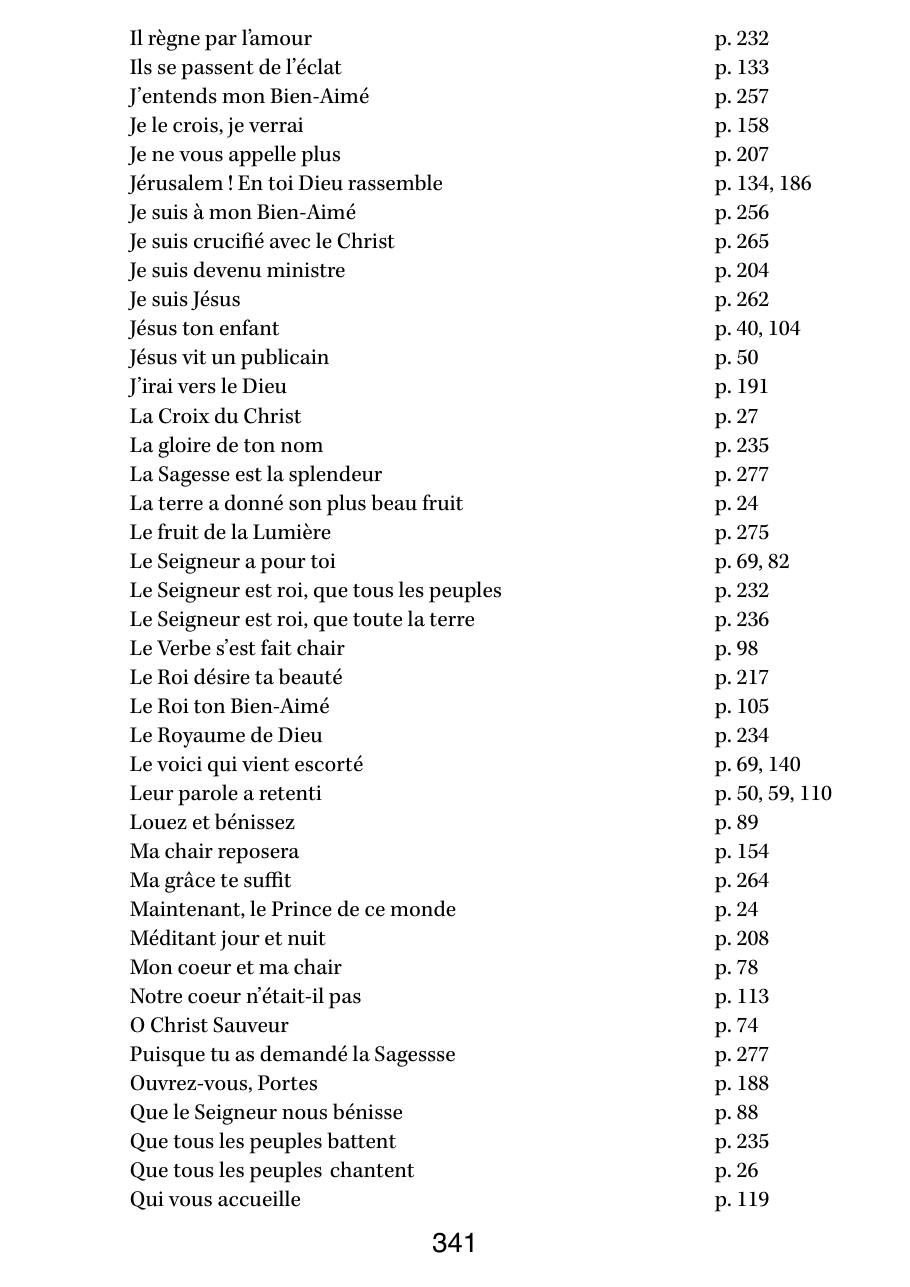 Il règne par l’amour p. 232
Ils se passent de l’éclat p. 133
J’entends mon Bien-Aimé p. 257
Je le crois, je verrai p. 158
Je ne vous appelle plus p. 207
Jérusalem ! En toi Dieu rassemble p. 134, 186
Je suis à mon Bien-Aimé p. 256
Je suis crucifié avec le Christ p. 265
Je suis devenu ministre p. 204
Je suis Jésus p. 262
Jésus ton enfant p. 40, 104
Jésus vit un publicain p. 50
J’irai vers le Dieu p. 191
La Croix du Christ p. 27
La gloire de ton nom p. 235
La Sagesse est la splendeur p. 277
La terre a donné son plus beau fruit p. 24
Le fruit de la Lumière p. 275
Le Seigneur a pour toi p. 69, 82
Le Seigneur est roi, que tous les peuples p. 232
Le Seigneur est roi, que toute la terre p. 236
Le Verbe s’est fait chair p. 98
Le Roi désire ta beauté p. 217
Le Roi ton Bien-Aimé p. 105
Le Royaume de Dieu p. 234
Le voici qui vient escorté p. 69, 140
Leur parole a retenti p. 50, 59, 110
Louez et bénissez p. 89
Ma chair reposera p. 154
Ma grâce te suffit p. 264
Maintenant, le Prince de ce monde p. 24
Méditant jour et nuit p. 208
Mon coeur et ma chair p. 78
Notre coeur n’était-il pas p. 113
O Christ Sauveur p. 74
Puisque tu as demandé la Sagessse p. 277
Ouvrez-vous, Portes p. 188
Que le Seigneur nous bénisse p. 88
Que tous les peuples battent p. 235
Que tous les peuples chantent p. 26
Qui vous accueille p. 119
341